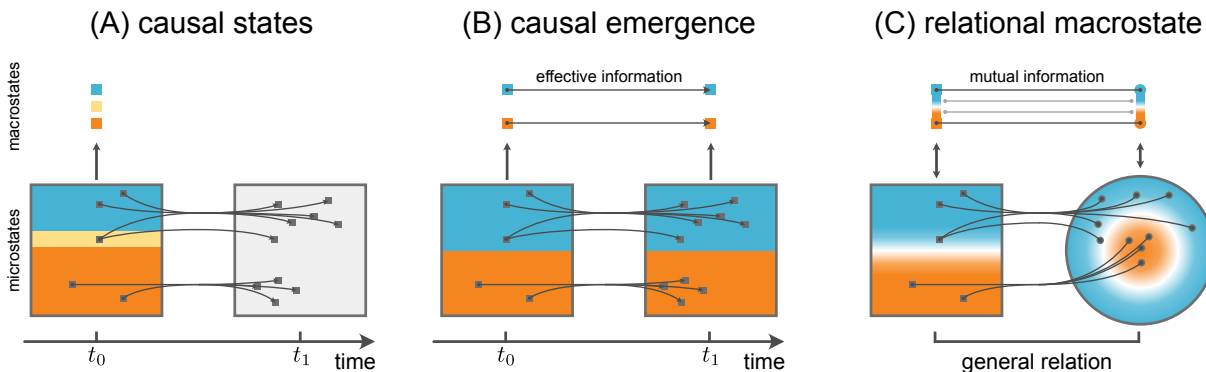 (A) causal states
(B) causal emergence
(C) relational macrostate
macrostates
effective information
mutual information
microstates
t0
t1
time
t0
t1
time
general relation